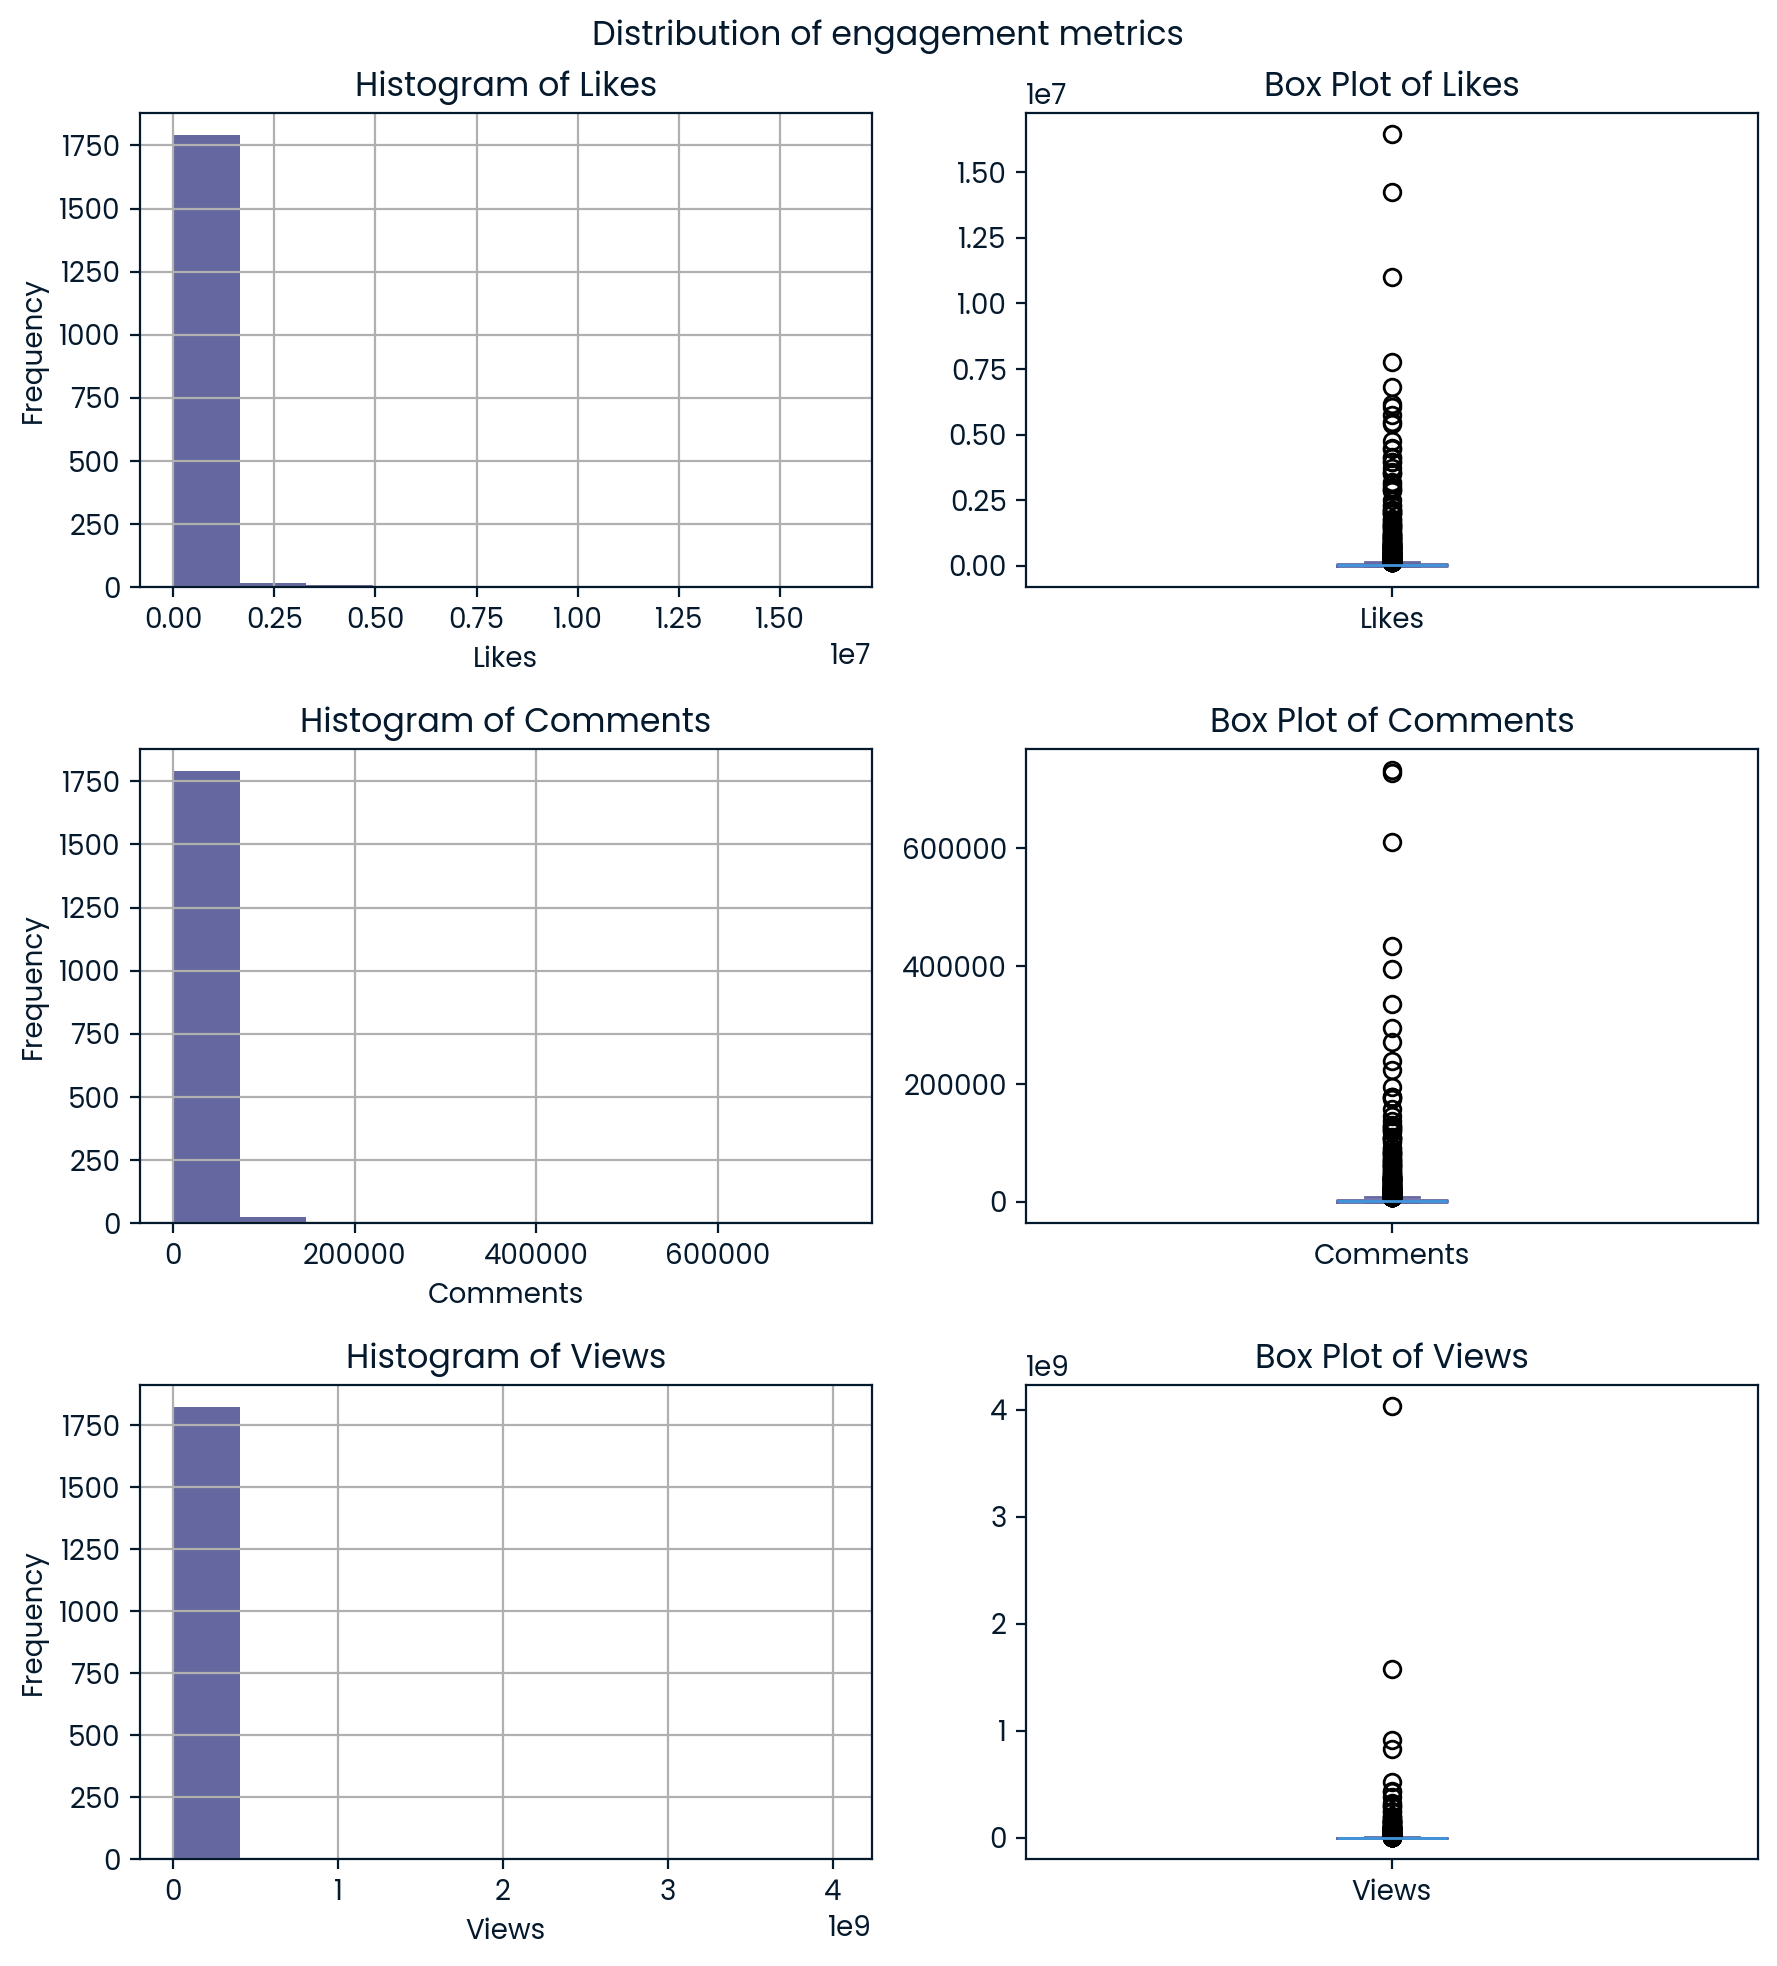 Distribution of engagement metrics
Histogram of Likes
1750
1500
1250
1000
750
500
250
0
Frequency
0.00 0.25 0.50 0.75 1.00 1.25 1.50
1e7
Likes
Box Plot of Likes
1e7
1.50
1.25
1.00
0.75
0.50
0.25
0.00
Likes
Histogram of Comments
1750
1500
1250
1000
750
500
250
0
Frequency
0 200000 400000 600000
Comments
Box Plot of Comments
600000
400000
200000
0
Comments
Histogram of Views
1750
1500
1250
1000
750
500
250
0
Frequency
0 1 2 3 4
1e9
Views
Box Plot of Views
1e9
4
3
2
1
0
Views